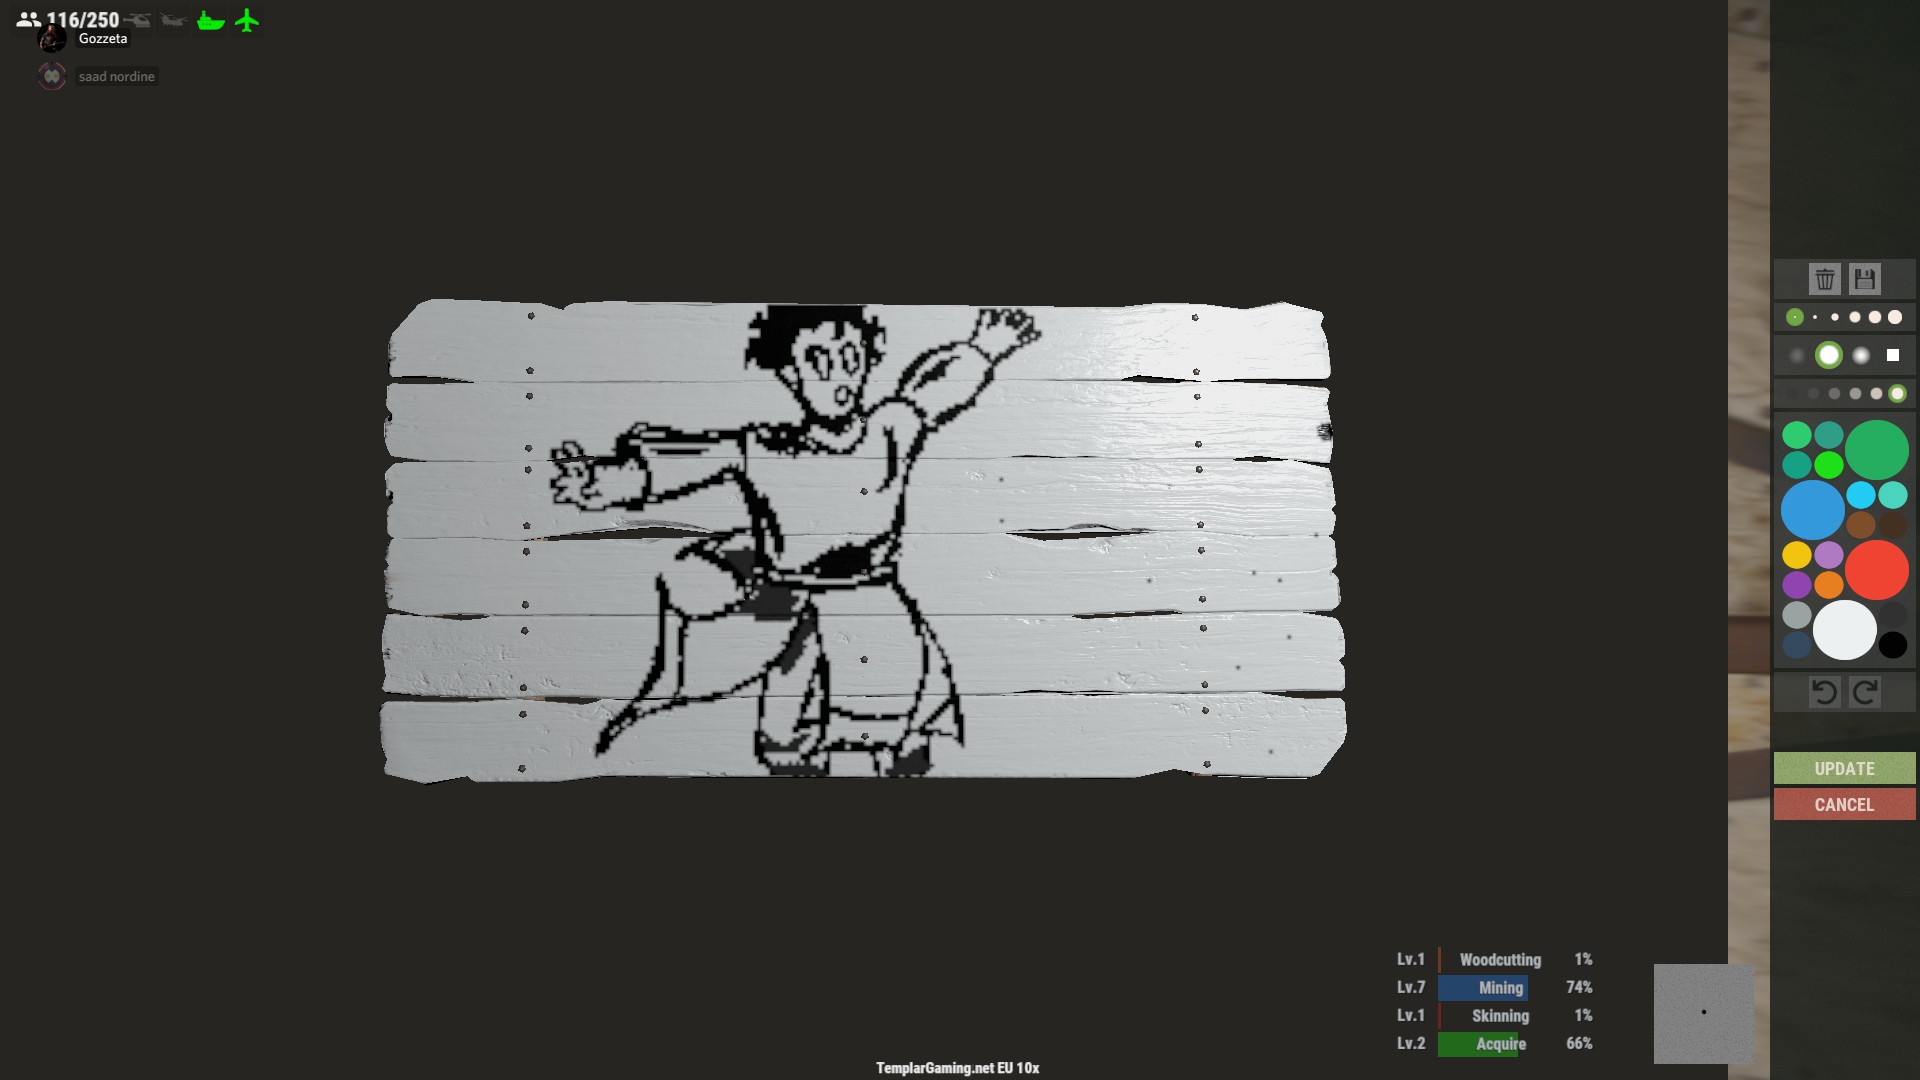 116/250
Gozzeta
saad nordine
UPDATE
CANCEL
Lv.1 Woodcutting 1%
Lv.7 Mining 74%
Lv.1 Skinning 1%
Lv.2 Acquire 66%
TemplarGaming.net EU 10x